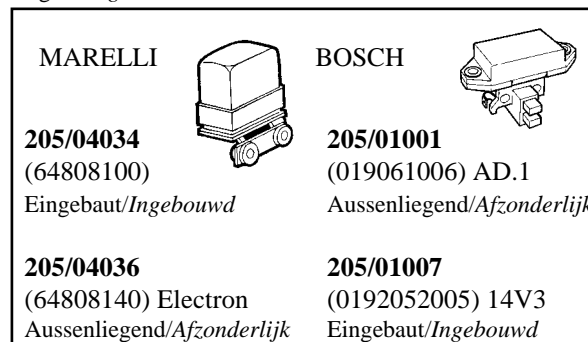 MARELLI
205/04034
(64808100)
Eingebaut/Ingebouwd
205/04036
(64808140) Electron
Aussenliegend/Afzonderlijk
BOSCH
205/01001
(019061006) AD.1
Aussenliegend/Afzonderlijk
205/01007
(0192052005) 14V3
Eingebaut/Ingebouwd